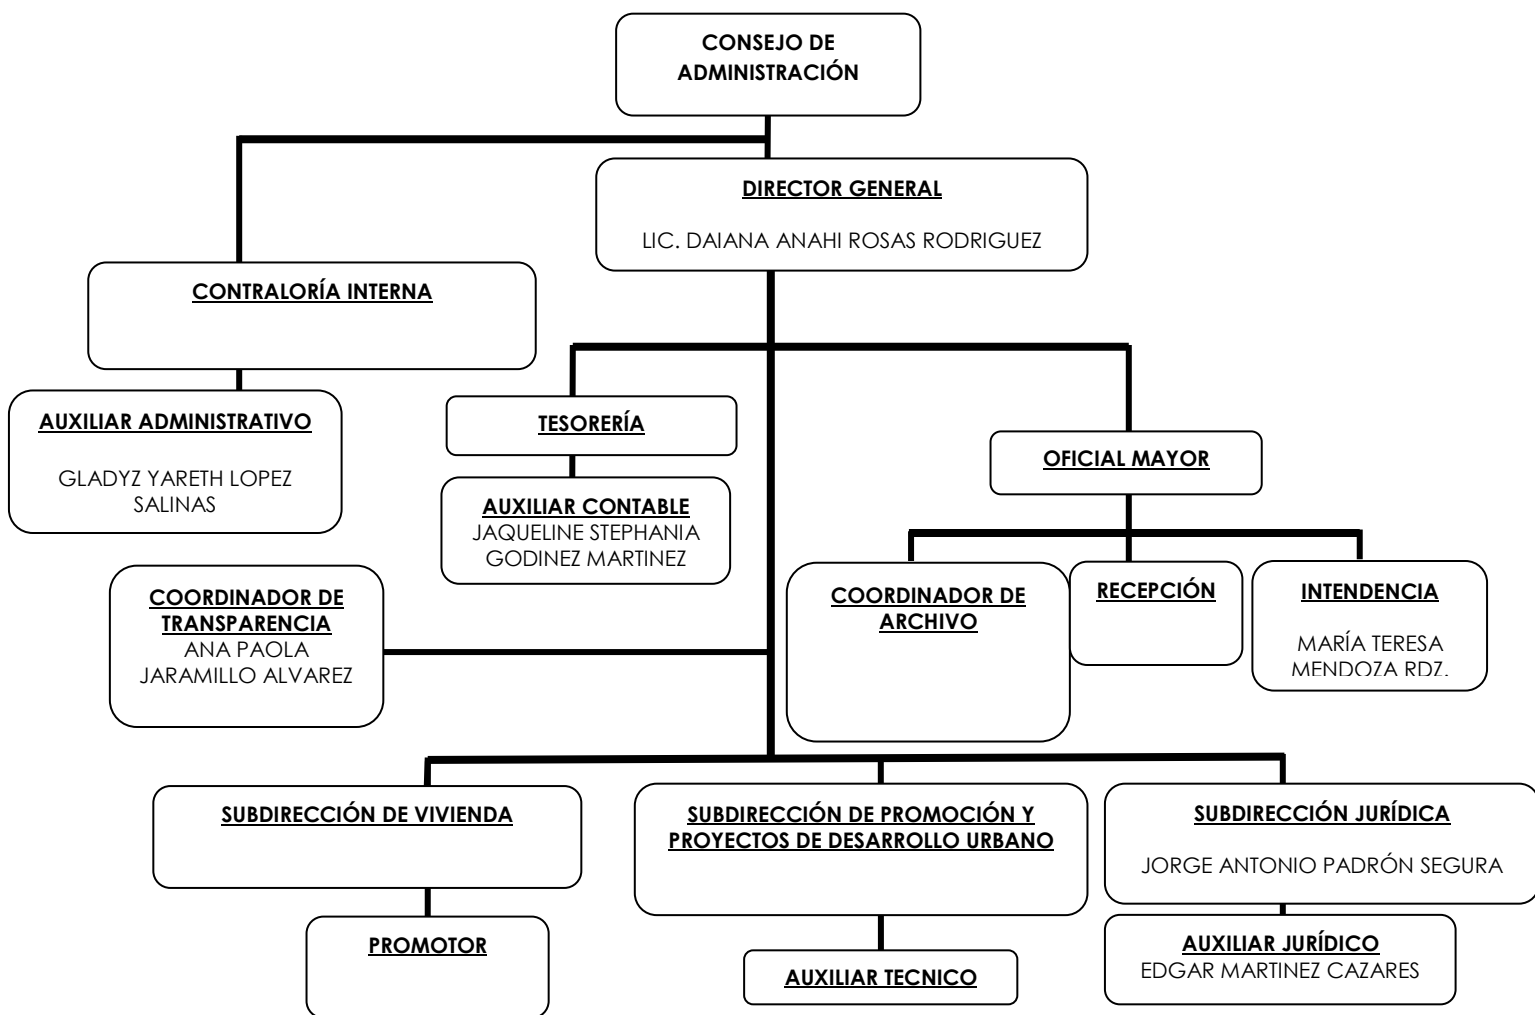 CONSEJO DE
ADMINISTRACIÓN
DIRECTOR GENERAL
LIC. DAIANA ANAHI ROSAS RODRIGUEZ
CONTRALORÍA INTERNA
AUXILIAR ADMINISTRATIVO
GLADYZ YARETH LOPEZ
SALINAS
TESORERÍA
AUXILIAR CONTABLE
JAQUELINE STEPHANIA
GODINEZ MARTINEZ
OFICIAL MAYOR
COORDINADOR DE
TRANSPARENCIA
ANA PAOLA
JARAMILLO ALVAREZ
COORDINADOR DE
ARCHIVO
RECEPCIÓN
INTENDENCIA
MARÍA TERESA
MENDOZA RDZ.
SUBDIRECCIÓN DE VIVIENDA
PROMOTOR
SUBDIRECCIÓN DE PROMOCIÓN Y
PROYECTOS DE DESARROLLO URBANO
AUXILIAR TECNICO
SUBDIRECCIÓN JURÍDICA
JORGE ANTONIO PADRÓN SEGURA
AUXILIAR JURÍDICO
EDGAR MARTINEZ CAZARES